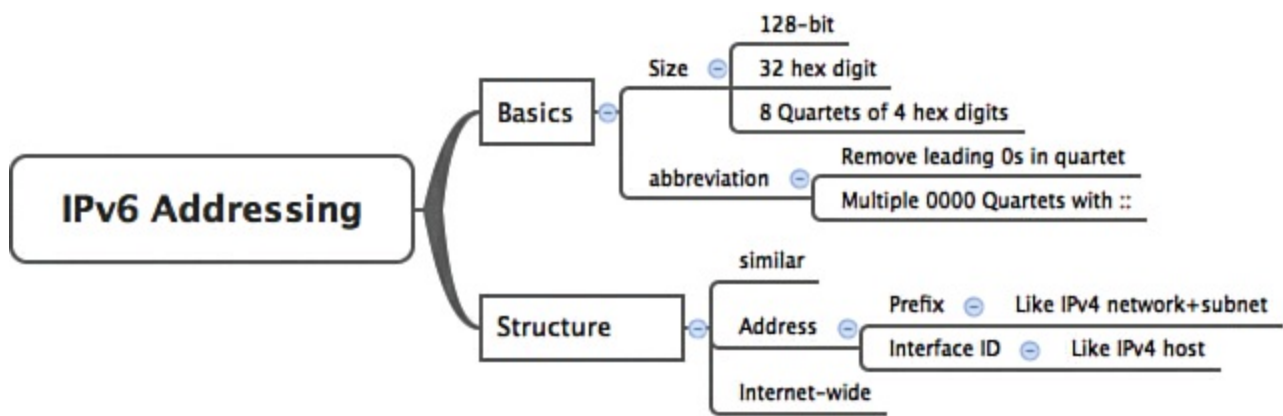 IPv6 Addressing
Basics
Size
128-bit
32 hex digit
8 Quartets of 4 hex digits
abbreviation
Remove leading 0s in quartet
Multiple 0000 Quartets with ::
Structure
similar
Address
Prefix
Like IPv4 network+subnet
Interface ID
Like IPv4 host
Internet-wide